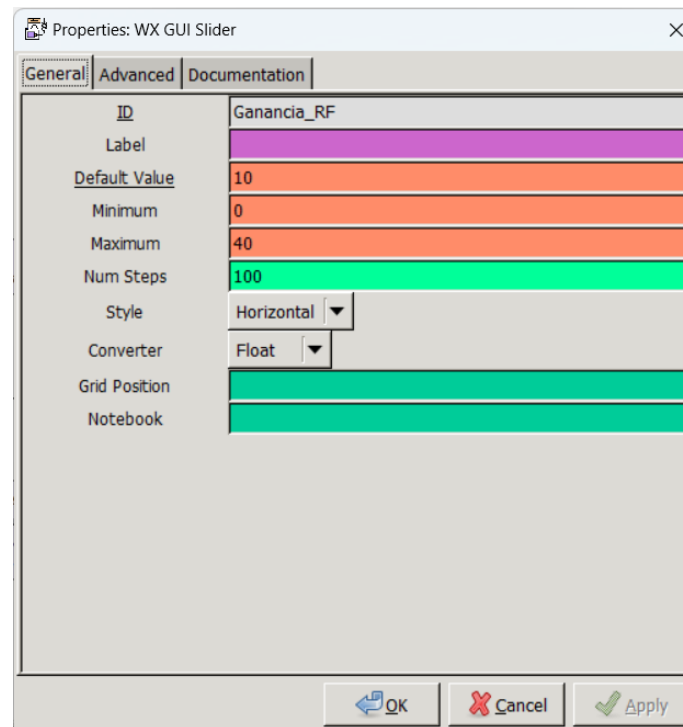 Properties: WX GUI Slider
General Advanced Documentation
ID Ganancia_RF
Label
Default Value 10
Minimum 0
Maximum 40
Num Steps 100
Style Horizontal
Converter Float
Grid Position
Notebook
OK Cancel Apply